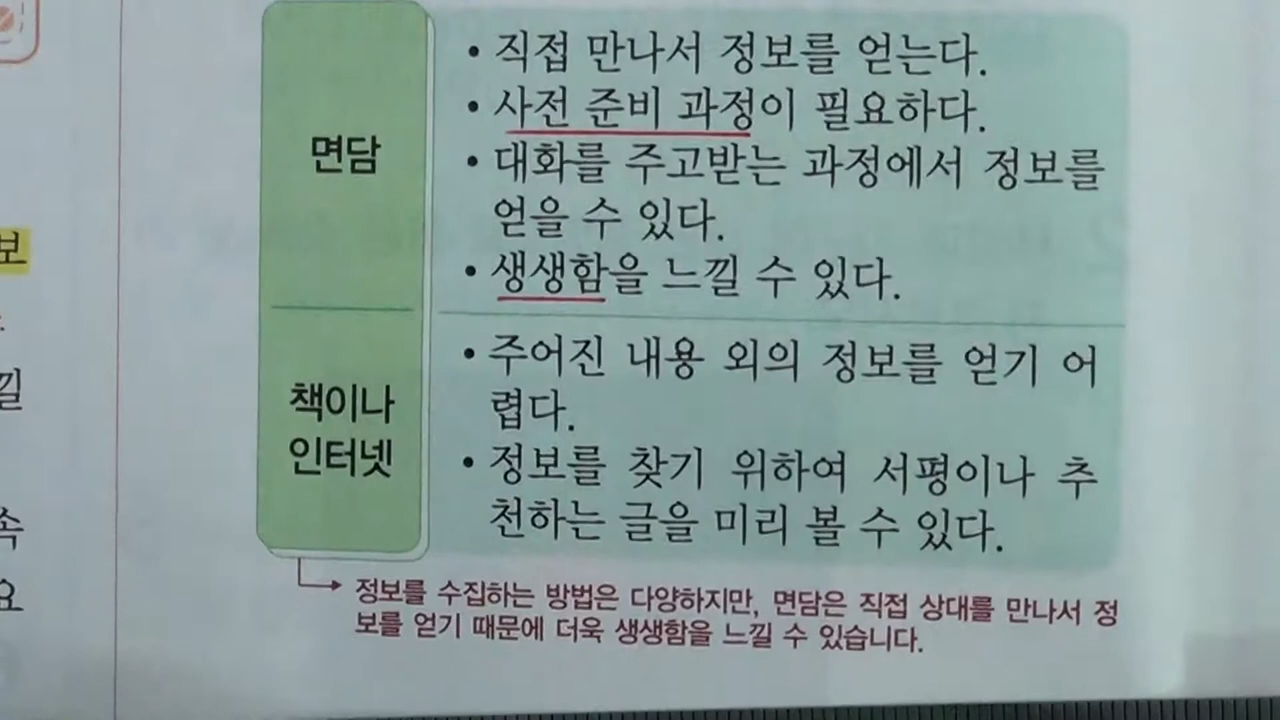 면담
• 직접 만나서 정보를 얻는다.
• 사전 준비 과정이 필요하다.
• 대화를 주고받는 과정에서 정보를
얻을 수 있다.
• 생생함을 느낄 수 있다.
책이나
인터넷
• 주어진 내용 외의 정보를 얻기 어
렵다.
• 정보를 찾기 위하여 서평이나 추
천하는 글을 미리 볼 수 있다.
정보를 수집하는 방법은 다양하지만, 면담은 직접 상대를 만나서 정
보를 얻기 때문에 더욱 생생함을 느낄 수 있습니다.
보
낄
속
요